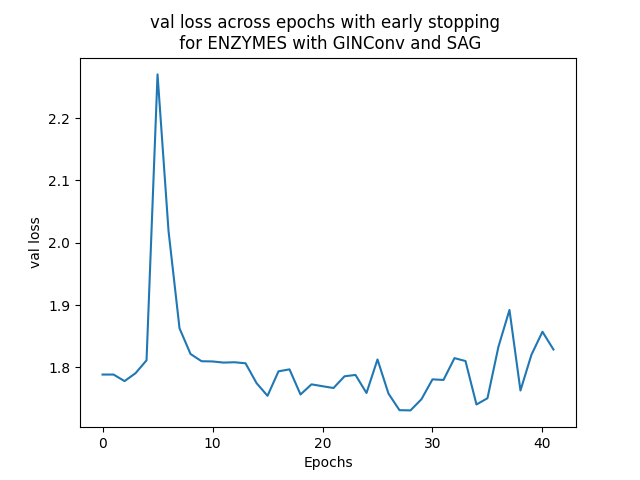 val loss across epochs with early stopping
for ENZYMES with GINConv and SAG
2.2
2.1
2.0
1.9
1.8
val loss
0 10 20 30 40
Epochs